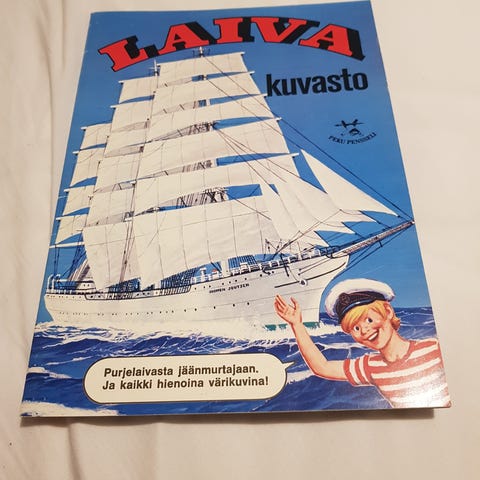 LAIVA
kuvasto
PEKU PENSSELI
SUOMEN JOUTSEN
Purjelaivasta jäänmurtajaan.
Ja kaikki hienoina värikuvina!